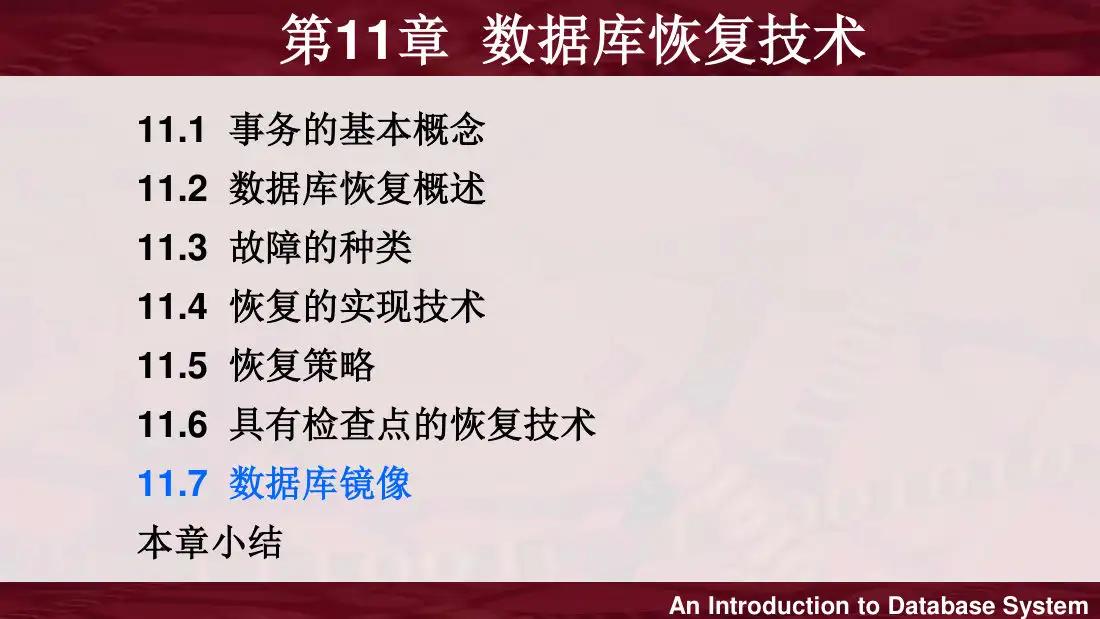 第11章 数据库恢复技术
11.1 事务的基本概念
11.2 数据库恢复概述
11.3 故障的种类
11.4 恢复的实现技术
11.5 恢复策略
11.6 具有检查点的恢复技术
11.7 数据库镜像
本章小结
An Introduction to Database System